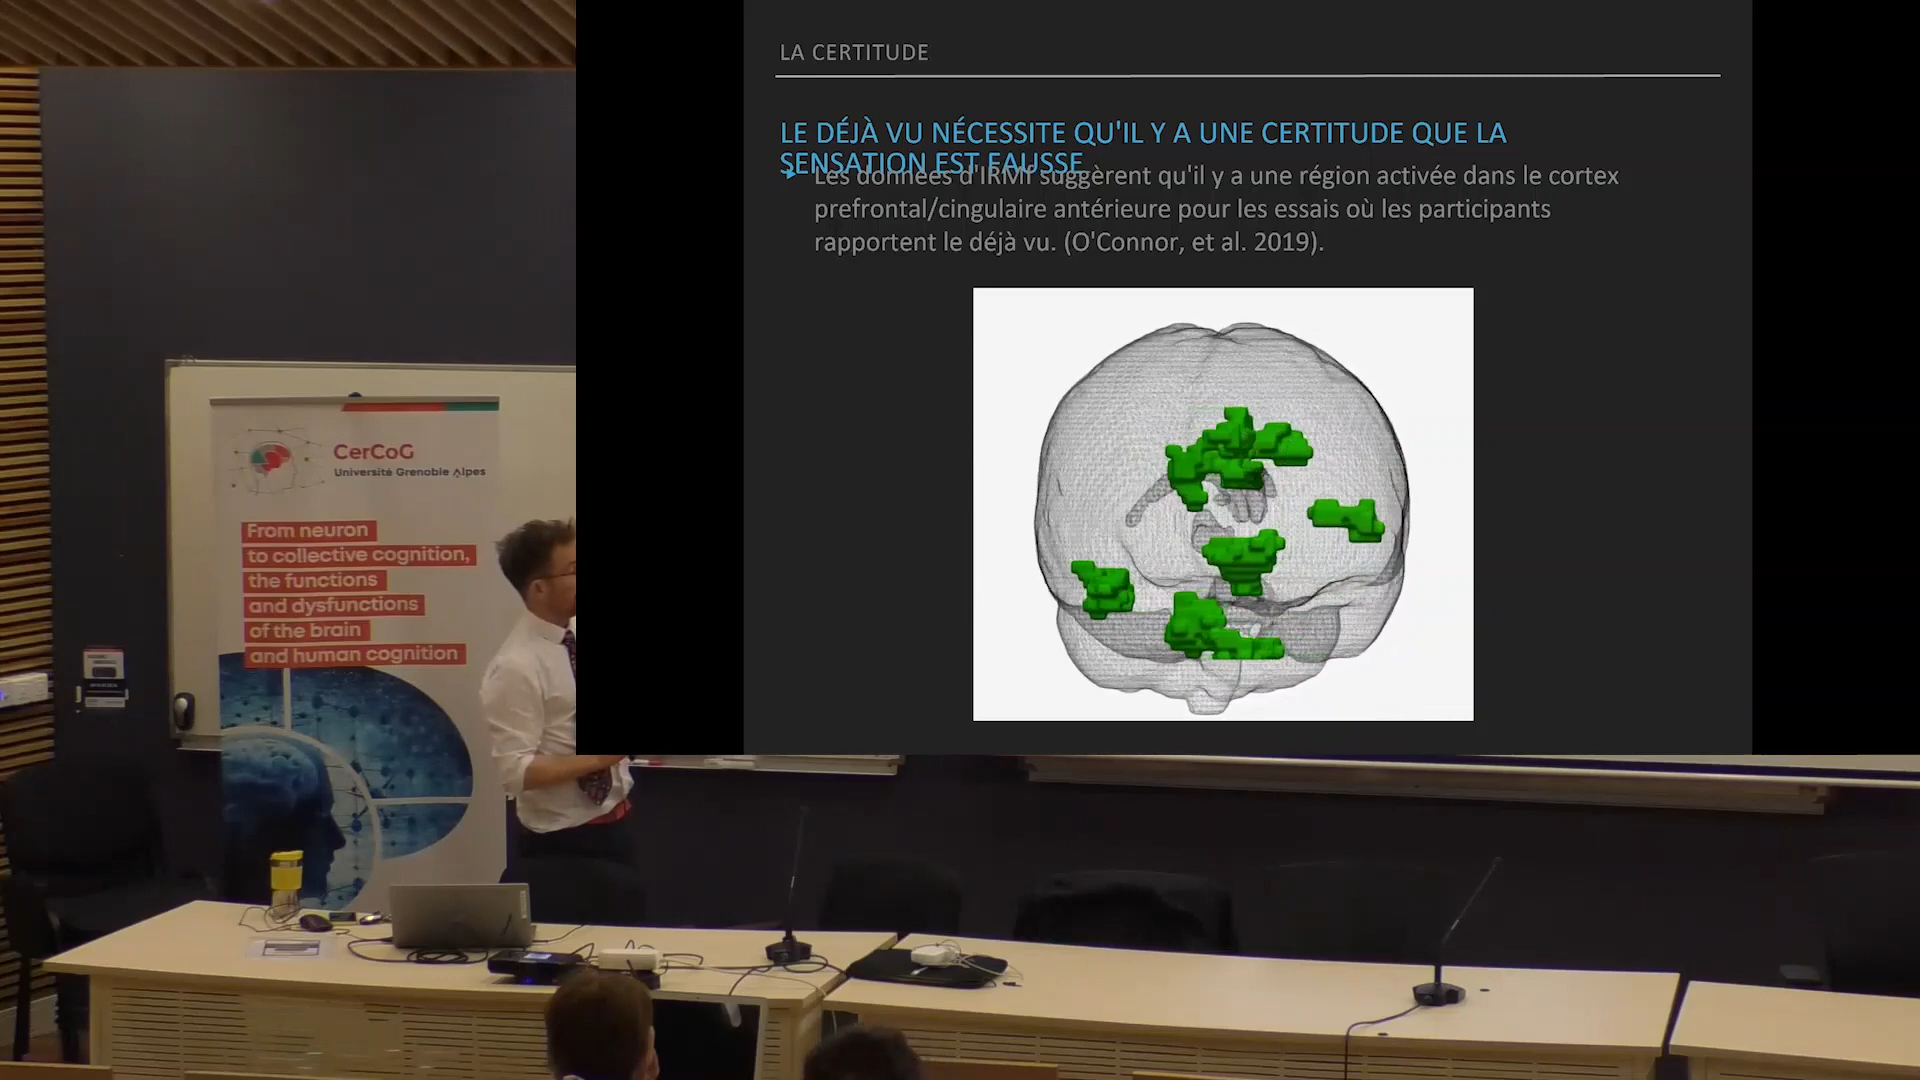 LA CERTITUDE
LE DÉJÀ VU NÉCESSITE QU'IL Y A UNE CERTITUDE QUE LA
SENSATION EST FAUSSE
Les données d'IRMf suggèrent qu'il y a une région activée dans le cortex
prefrontal/cingulaire antérieure pour les essais où les participants
rapportent le déjà vu. (O'Connor, et al. 2019).
CerCoG
Université Grenoble Alpes
From neuron
to collective cognition,
the functions
and dysfunctions
of the brain
and human cognition